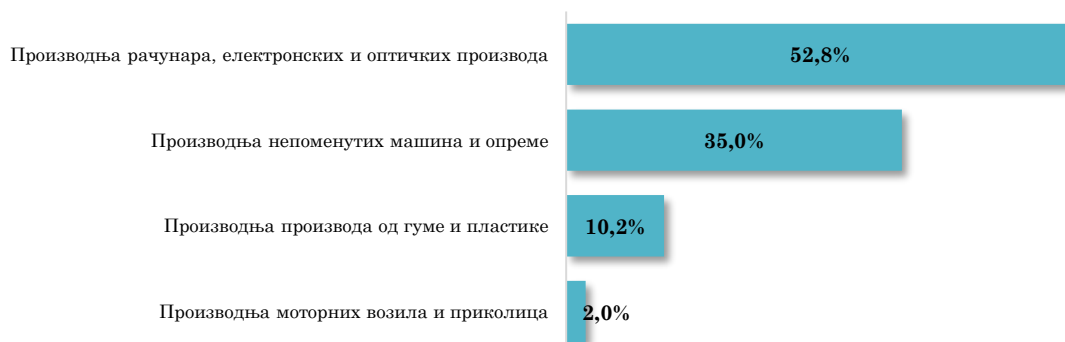 Производња рачунара, електронских и оптичких производа 52,8%
Производња непоменутих машина и опреме 35,0%
Производња производа од гуме и пластике 10,2%
Производња моторних возила и приколица 2,0%